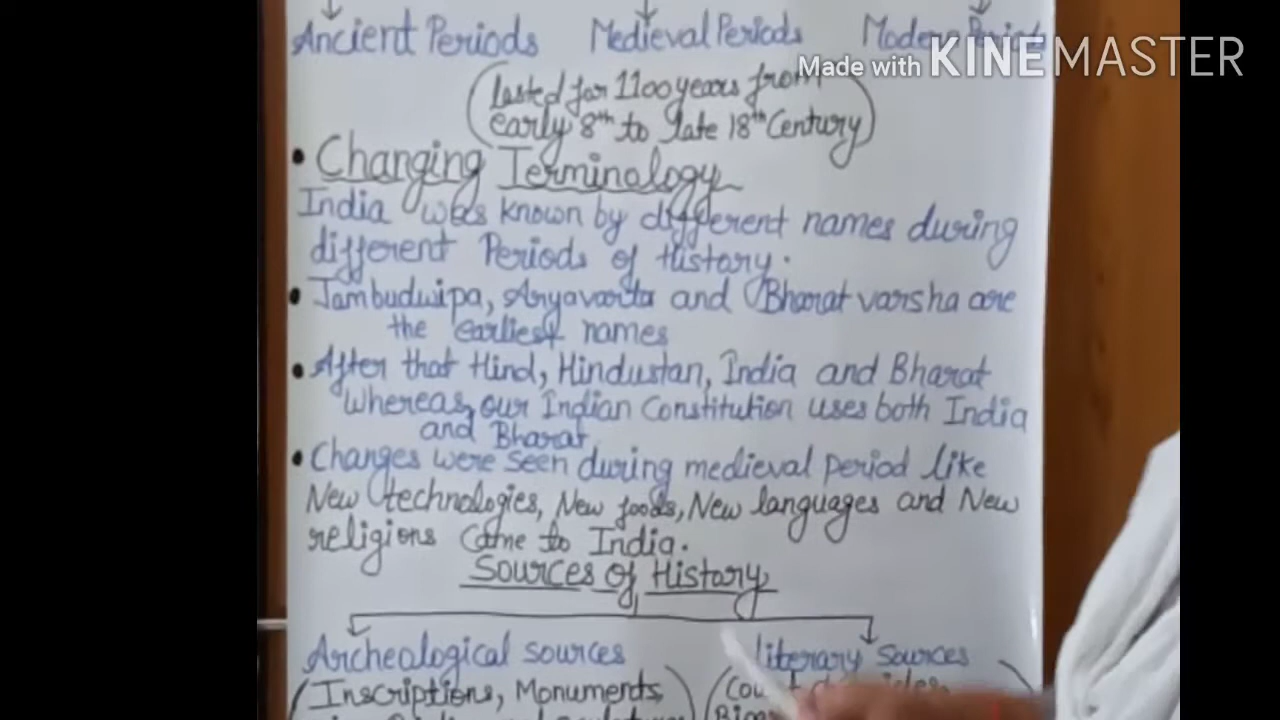 Ancient Periods Medieval Periods Modern
Made with KINEMASTER
(lasted for 1100 years from
early 8th to late 18th Century)
• Changing Terminology
India was known by different names during
different Periods of History.
• Jambudwipa, Aryavarta and Bharat varsha are
the earliest names
• After that Hind, Hindustan, India and Bharat
Whereas, our Indian Constitution uses both India
and Bharat
• Changes were seen during medieval period like
New technologies, New foods, New languages and New
religions came to India.
Sources of History
Archealogical sources literary sources
(Inscriptions, Monuments